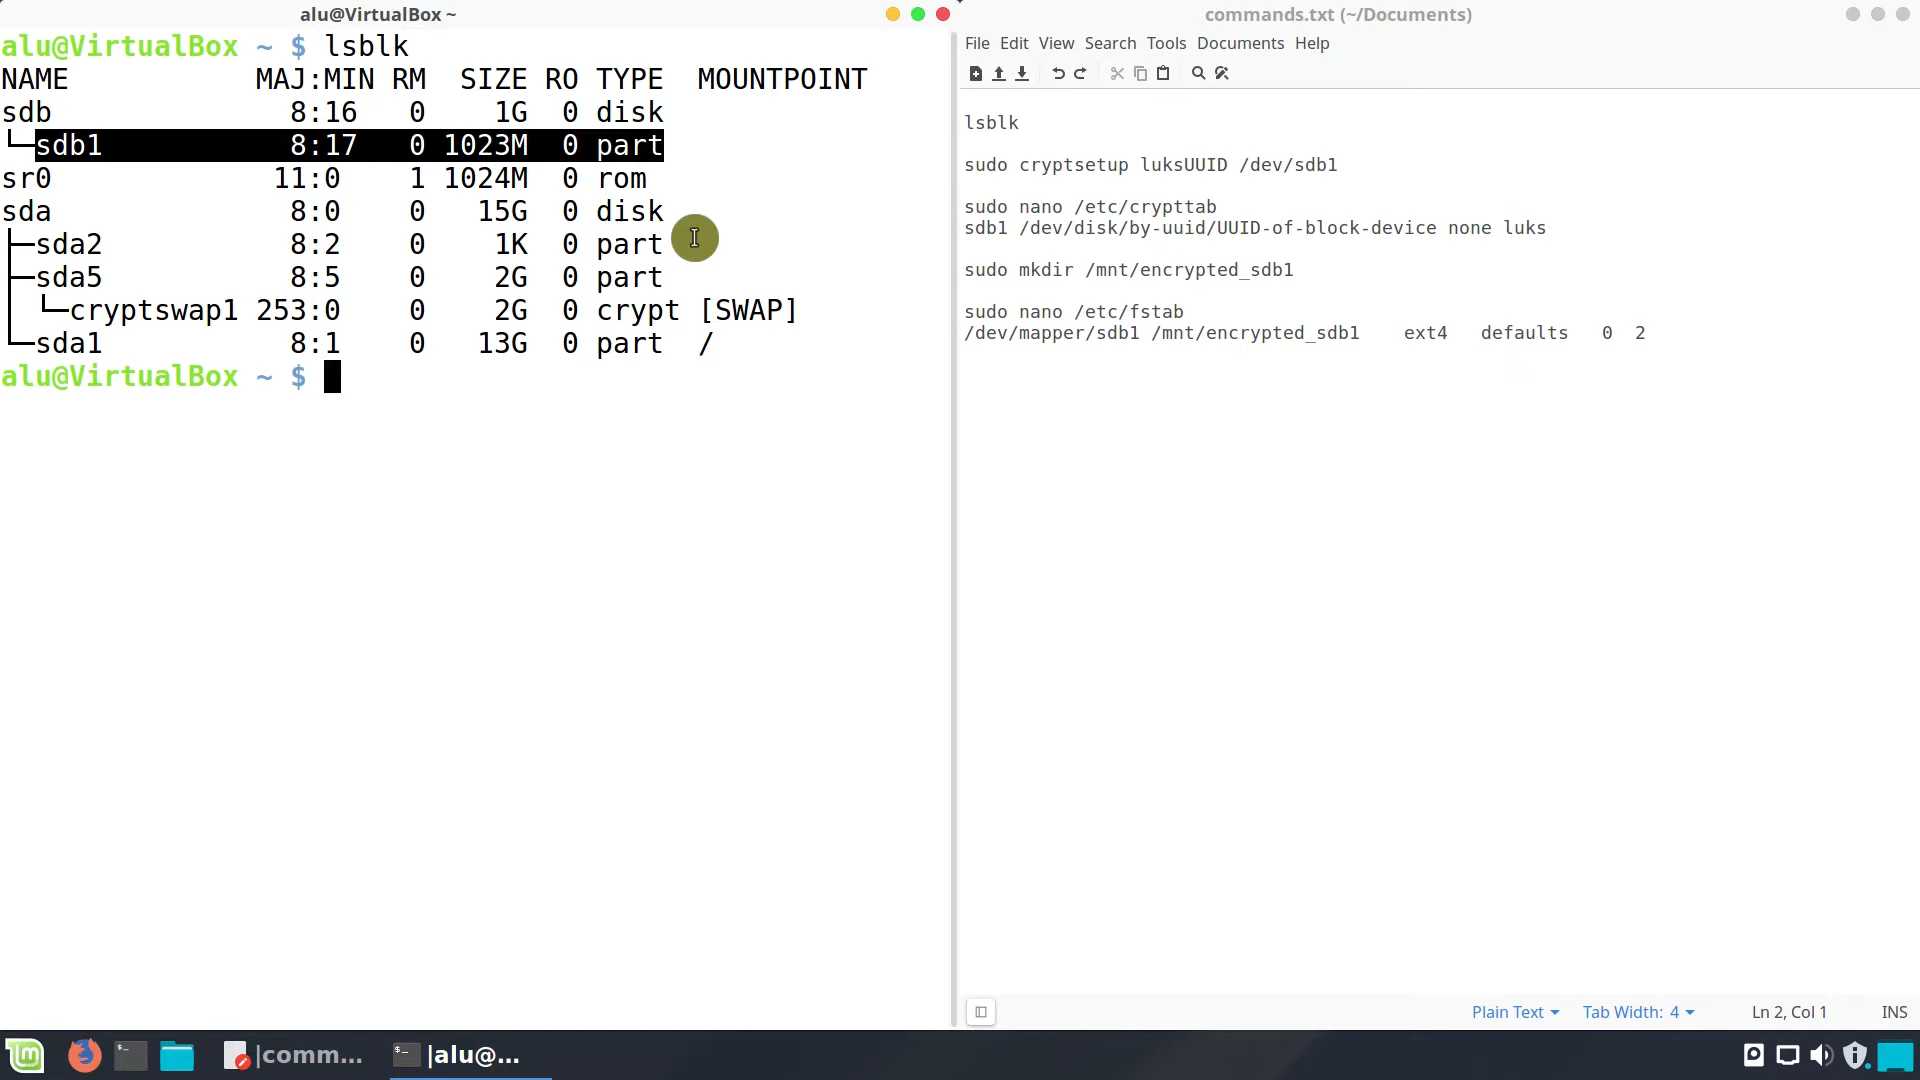 alu@VirtualBox ~
alu@VirtualBox ~ $ lsblk
NAME MAJ:MIN RM SIZE RO TYPE MOUNTPOINT
sdb 8:16 0 1G 0 disk
└─sdb1 8:17 0 1023M 0 part
sr0 11:0 1 1024M 0 rom
sda 8:0 0 15G 0 disk
├─sda2 8:2 0 1K 0 part
├─sda5 8:5 0 2G 0 part
│ └─cryptswap1 253:0 0 2G 0 crypt [SWAP]
└─sda1 8:1 0 13G 0 part /
alu@VirtualBox ~ $
commands.txt (~/Documents)
File Edit View Search Tools Documents Help
lsblk
sudo cryptsetup luksUUID /dev/sdb1
sudo nano /etc/crypttab
sdb1 /dev/disk/by-uuid/UUID-of-block-device none luks
sudo mkdir /mnt/encrypted_sdb1
sudo nano /etc/fstab
/dev/mapper/sdb1 /mnt/encrypted_sdb1 ext4 defaults 0 2
Plain Text Tab Width: 4 Ln 2, Col 1 INS
|comm... |alu@...